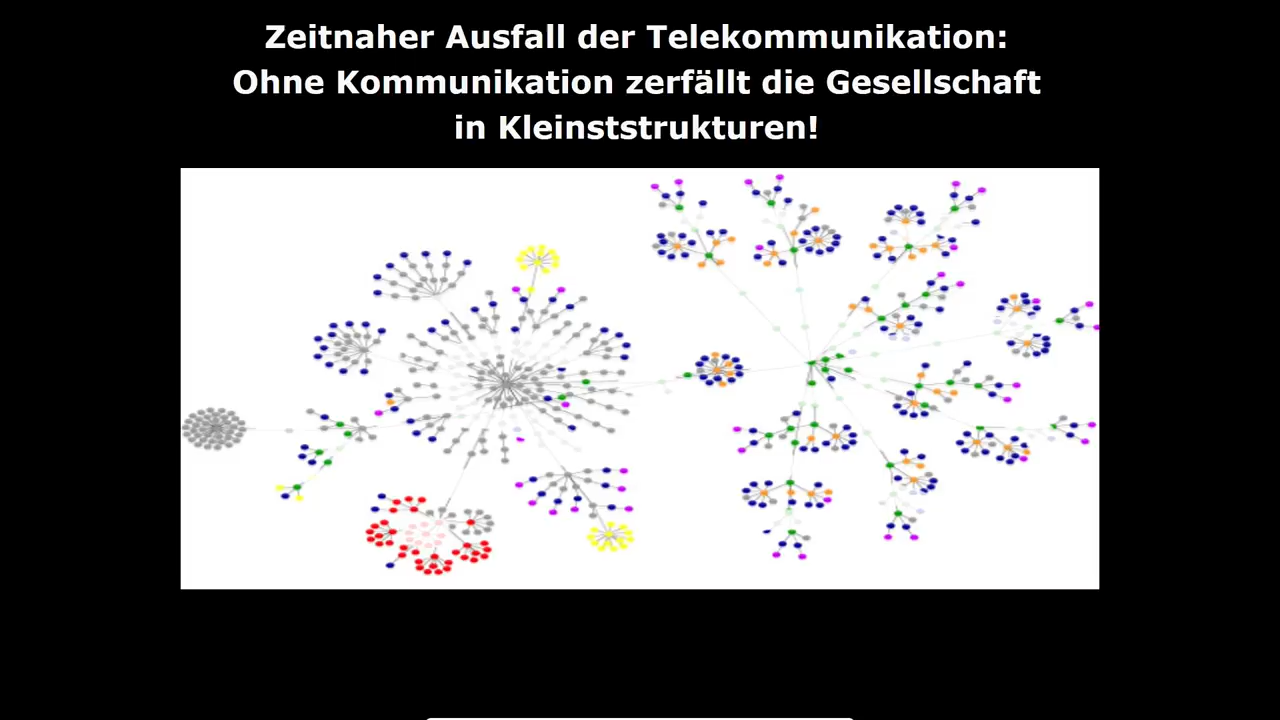 Zeitnaher Ausfall der Telekommunikation:
Ohne Kommunikation zerfällt die Gesellschaft
in Kleinststrukturen!